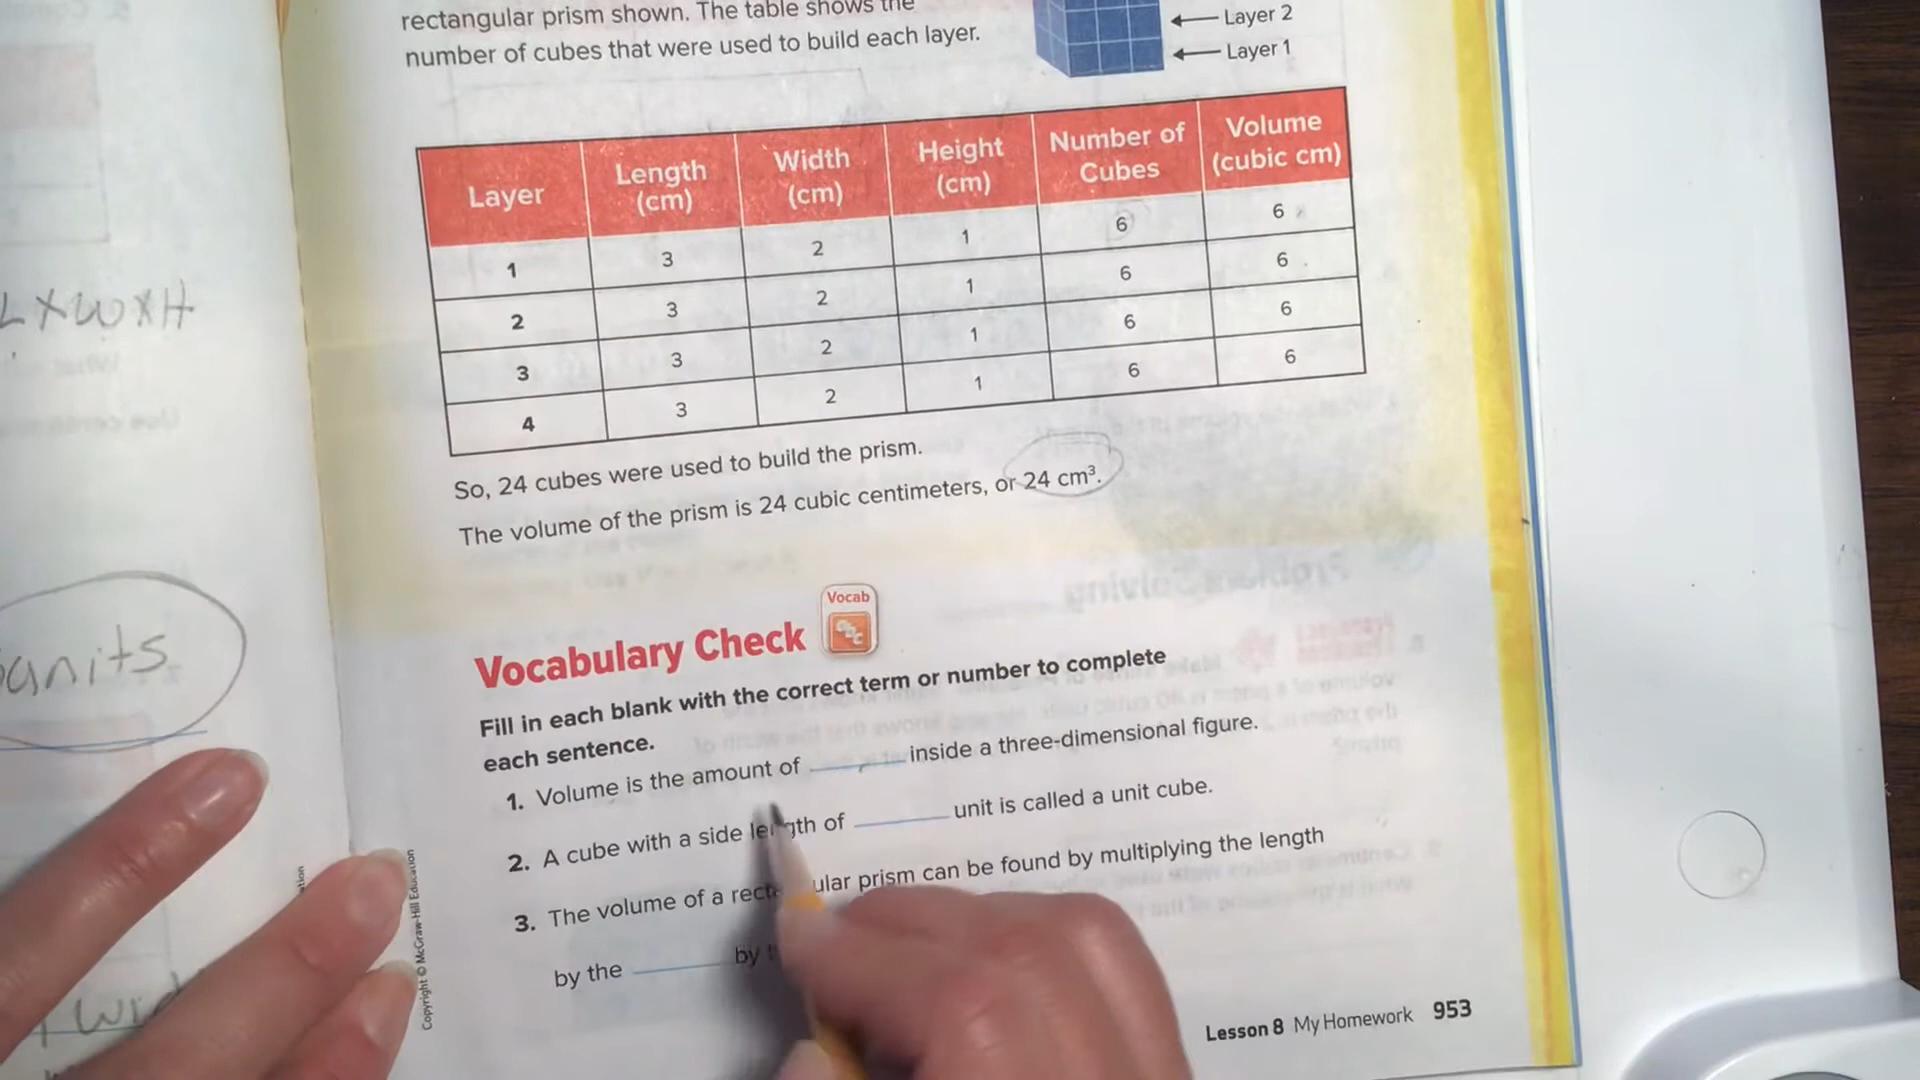 rectangular prism shown. The table shows the
number of cubes that were used to build each layer.
Layer 2
Layer 1
Layer Length (cm) Width (cm) Height (cm) Number of Cubes Volume (cubic cm)
1 3 2 1 6 6
2 3 2 1 6 6
3 3 2 1 6 6
4 3 2 1 6 6
So, 24 cubes were used to build the prism.
The volume of the prism is 24 cubic centimeters, or 24 cm³.
Vocabulary Check
Vocab
Fill in each blank with the correct term or number to complete
each sentence.
1. Volume is the amount of ______ inside a three-dimensional figure.
2. A cube with a side length of ______ unit is called a unit cube.
3. The volume of a rect ular prism can be found by multiplying the length
by the ______ by
Lesson 8 My Homework 953
Copyright © McGraw-Hill Education
L X W X H
units